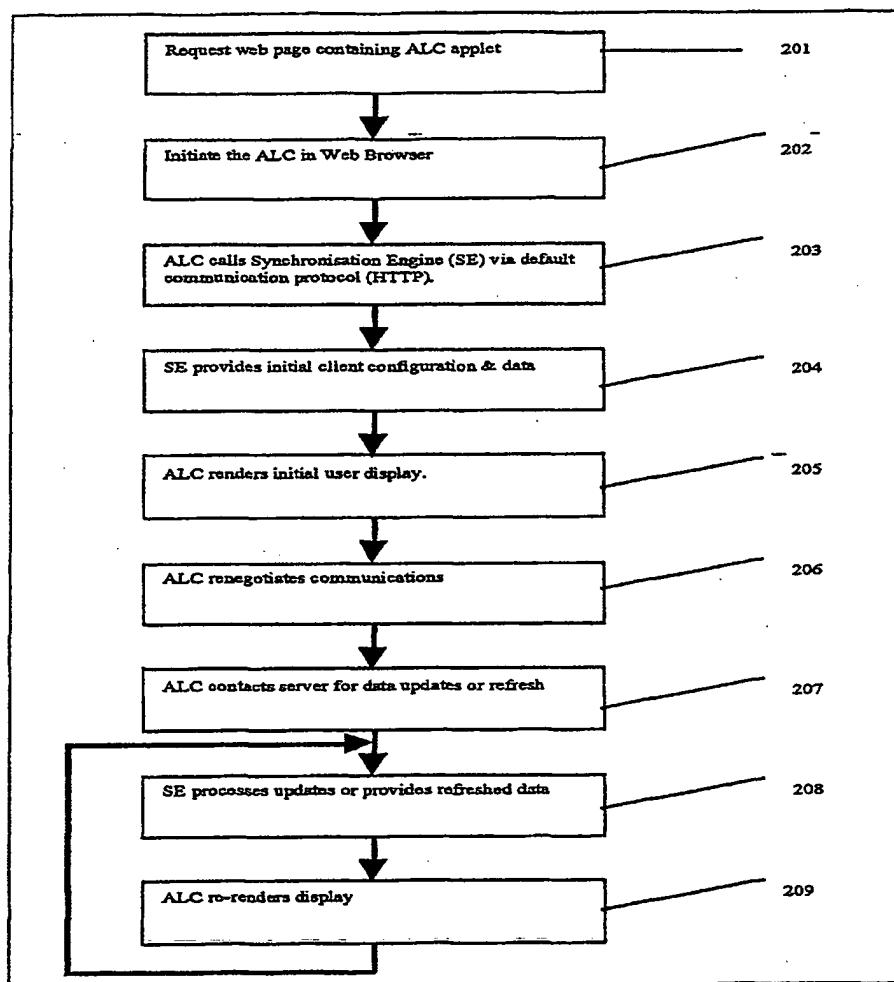 Request web page containing ALC applet
201
Initiate the ALC in Web Browser
202
ALC calls Synchronisation Engine (SE) via default
communication protocol (HTTP).
203
SE provides initial client configuration & data
204
ALC renders initial user display.
205
ALC renegotiates communications
206
ALC contacts server for data updates or refresh
207
SE processes updates or provides refreshed data
208
ALC ro-renders display
209